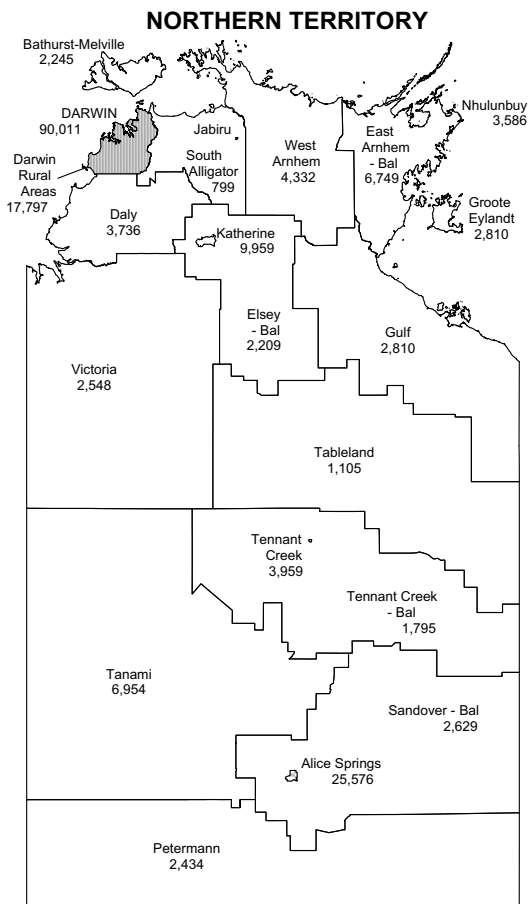 NORTHERN TERRITORY
Bathurst-Melville
2,245
DARWIN
90,011
Darwin
Rural
Areas
17,797
Jabiru
South
Alligator
799
West
Arnhem
4,332
East
Arnhem
- Bal
6,749
Nhulunbuy
3,586
Groote
Eylandt
2,810
Daly
3,736
Katherine
9,959
Elsey
- Bal
2,209
Gulf
2,810
Victoria
2,548
Tableland
1,105
Tennant
Creek
3,959
Tennant Creek
- Bal
1,795
Tanami
6,954
Sandover - Bal
2,629
Alice Springs
25,576
Petermann
2,434